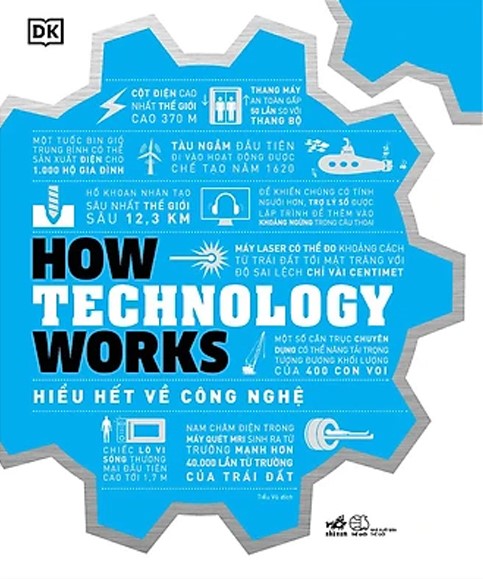 DK
CỘT ĐIỆN CAO
NHẤT THẾ GIỚI
CAO 370 M
THANG MÁY
AN TOÀN GẤP
50 LẦN SO VỚI
THANG BỘ
MỘT TUỐC BIN GIÓ
TRUNG BÌNH CÓ THỂ
SẢN XUẤT ĐIỆN CHO
1.000 HỘ GIA ĐÌNH
TÀU NGẦM ĐẦU TIÊN
ĐI VÀO HOẠT ĐỘNG ĐƯỢC
CHẾ TẠO NĂM 1620
HỐ KHOAN NHÂN TẠO
SÂU NHẤT THẾ GIỚI
SÂU 12,3 KM
ĐỂ KHIẾN CHÚNG CÓ TÍNH
NGƯỜI HƠN, TRỢ LÝ SỐ ĐƯỢC
LẬP TRÌNH ĐỂ THÊM VÀO
KHOẢNG NGỪNG TRONG CÂU THOẠI
MÁY LASER CÓ THỂ ĐO KHOẢNG CÁCH
TỪ TRÁI ĐẤT TỚI MẶT TRĂNG VỚI
ĐỘ SAI LỆCH CHỈ VÀI CENTIMET
HOW
TECHNOLOGY
WORKS
MỘT SỐ CẦN TRỤC CHUYÊN
DỤNG CÓ THỂ NÂNG TẢI TRỌNG
TƯƠNG ĐƯƠNG KHỐI LƯỢNG
CỦA 400 CON VOI
HIỂU HẾT VỀ CÔNG NGHỆ
CHIẾC LÒ VI
SÓNG THƯƠNG
MẠI ĐẦU TIÊN
CAO TỚI 1,7 M
NAM CHÂM ĐIỆN TRONG
MÁY QUÉT MRI SINH RA TỪ
TRƯỜNG MẠNH HƠN
40.000 LẦN TỪ TRƯỜNG
CỦA TRÁI ĐẤT
Tiểu Vũ dịch
nhã nam
THẾ GIỚI
NHÀ XUẤT BẢN
THẾ GIỚI